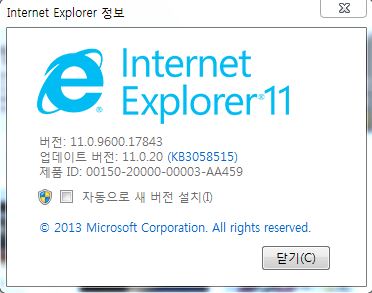 Internet Explorer 정보
Internet
Explorer®11
버전: 11.0.9600.17843
업데이트 버전: 11.0.20 (KB3058515)
제품 ID: 00150-20000-00003-AA459
자동으로 새 버전 설치(I)
© 2013 Microsoft Corporation. All rights reserved.
닫기(C)